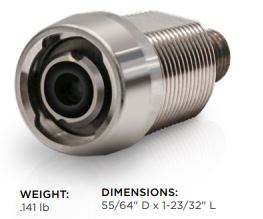 WEIGHT:
.141 lb
DIMENSIONS:
55/64" D x 1-23/32" L